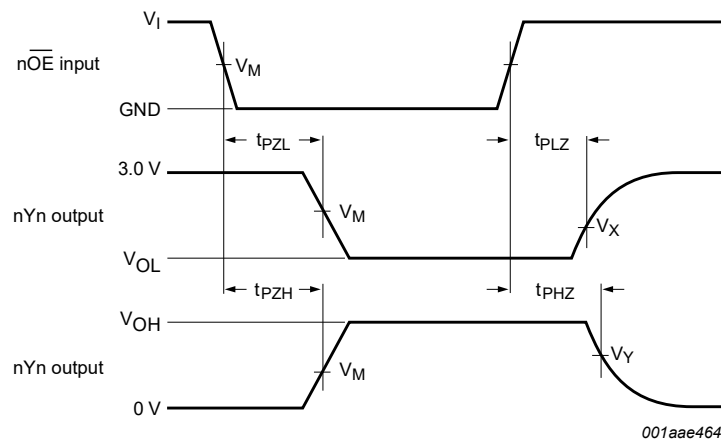 V_I
nO̅E̅ input
V_M
GND
t_PZL
t_PLZ
3.0 V
nYn output
V_M
V_X
V_OL
t_PZH
t_PHZ
V_OH
nYn output
V_M
V_Y
0 V
001aae464